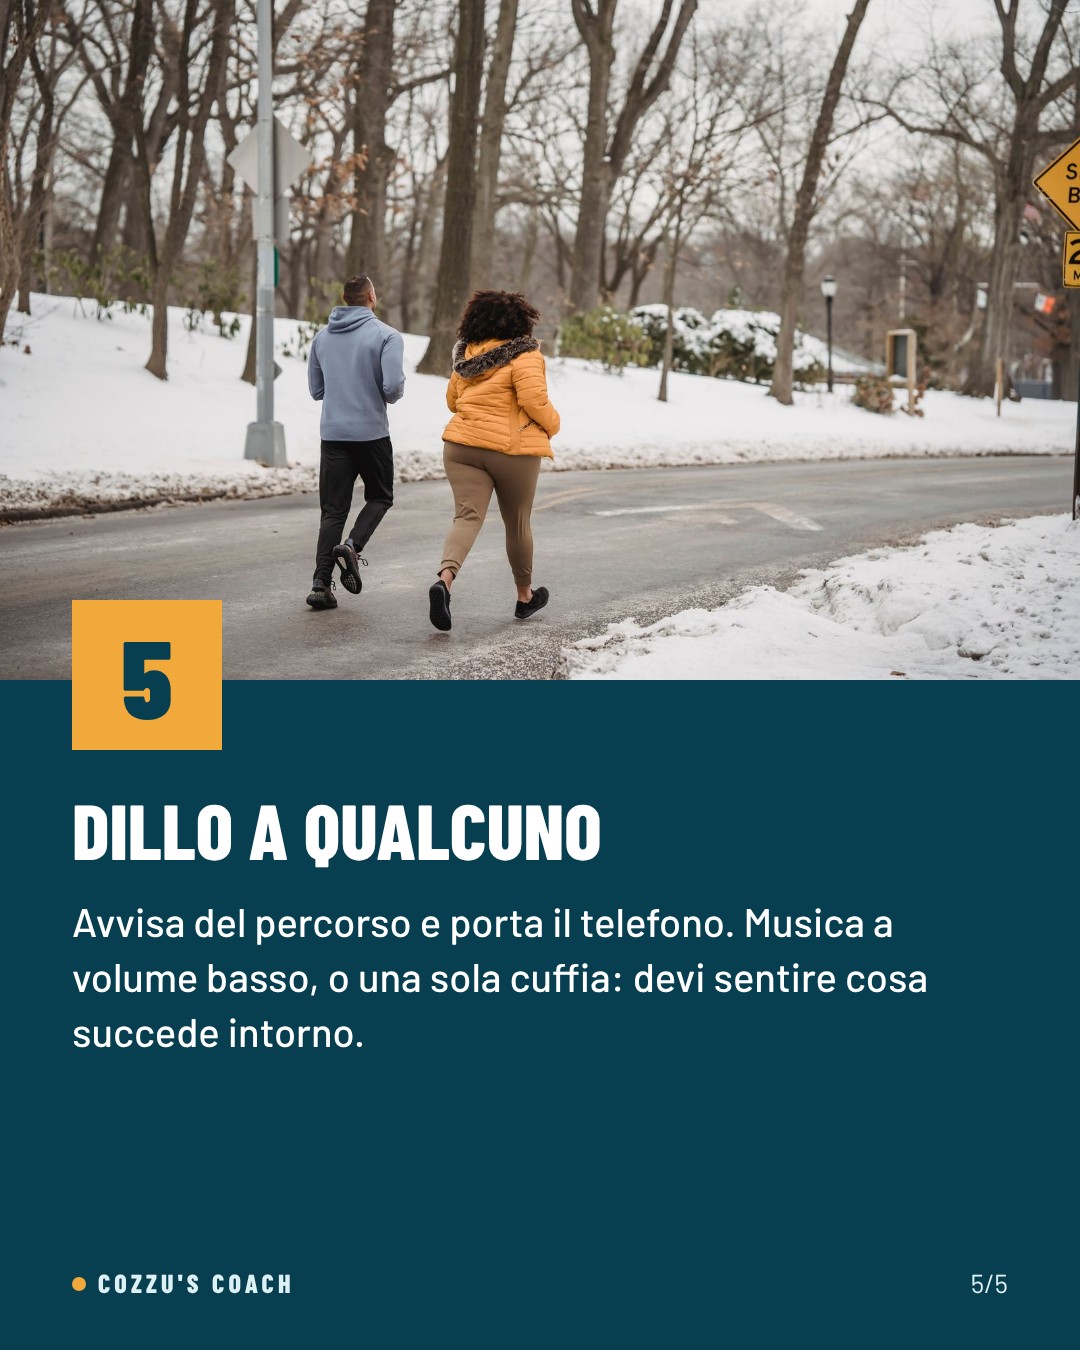 5
DILLO A QUALCUNO
Avvisa del percorso e porta il telefono. Musica a
volume basso, o una sola cuffia: devi sentire cosa
succede intorno.
COZZU'S COACH
5/5